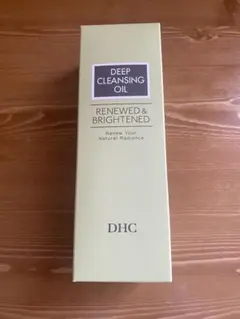 DEEP
CLEANSING
OIL
RENEWED &
BRIGHTENED
Renew Your
Natural Radiance
DHC